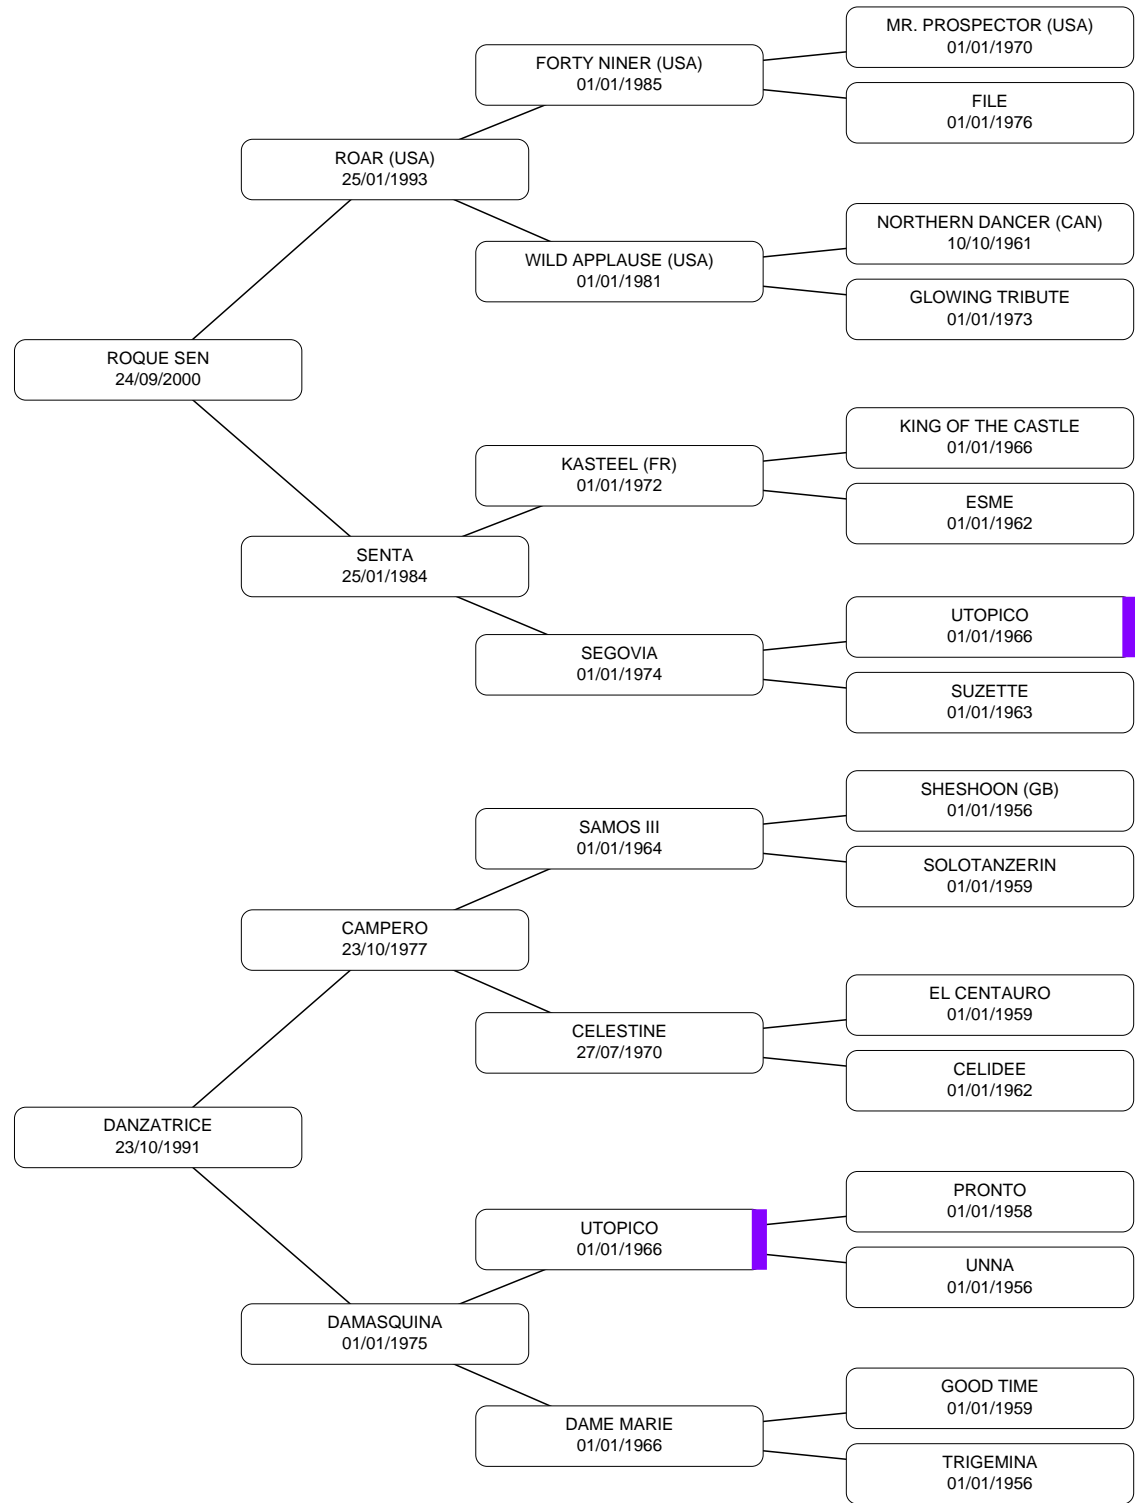 MR. PROSPECTOR (USA)
01/01/1970
FORTY NINER (USA)
01/01/1985
FILE
01/01/1976
ROAR (USA)
25/01/1993
NORTHERN DANCER (CAN)
10/10/1961
WILD APPLAUSE (USA)
01/01/1981
GLOWING TRIBUTE
01/01/1973
ROQUE SEN
24/09/2000
KING OF THE CASTLE
01/01/1966
KASTEEL (FR)
01/01/1972
ESME
01/01/1962
SENTA
25/01/1984
UTOPICO
01/01/1966
SEGOVIA
01/01/1974
SUZETTE
01/01/1963
SHESHOON (GB)
01/01/1956
SAMOS III
01/01/1964
SOLOTANZERIN
01/01/1959
CAMPERO
23/10/1977
EL CENTAURO
01/01/1959
CELESTINE
27/07/1970
CELIDEE
01/01/1962
DANZATRICE
23/10/1991
PRONTO
01/01/1958
UTOPICO
01/01/1966
UNNA
01/01/1956
DAMASQUINA
01/01/1975
GOOD TIME
01/01/1959
DAME MARIE
01/01/1966
TRIGEMINA
01/01/1956